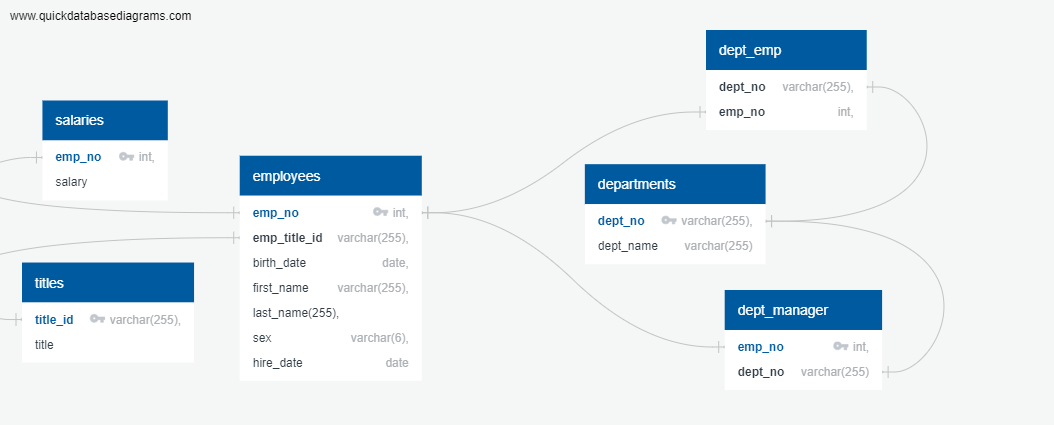 www.quickdatabasediagrams.com
salaries
emp_no int,
salary
titles
title_id varchar(255),
title
employees
emp_no int,
emp_title_id varchar(255),
birth_date date,
first_name varchar(255),
last_name(255),
sex varchar(6),
hire_date date
dept_emp
dept_no varchar(255),
emp_no int,
departments
dept_no varchar(255),
dept_name varchar(255)
dept_manager
emp_no int,
dept_no varchar(255)